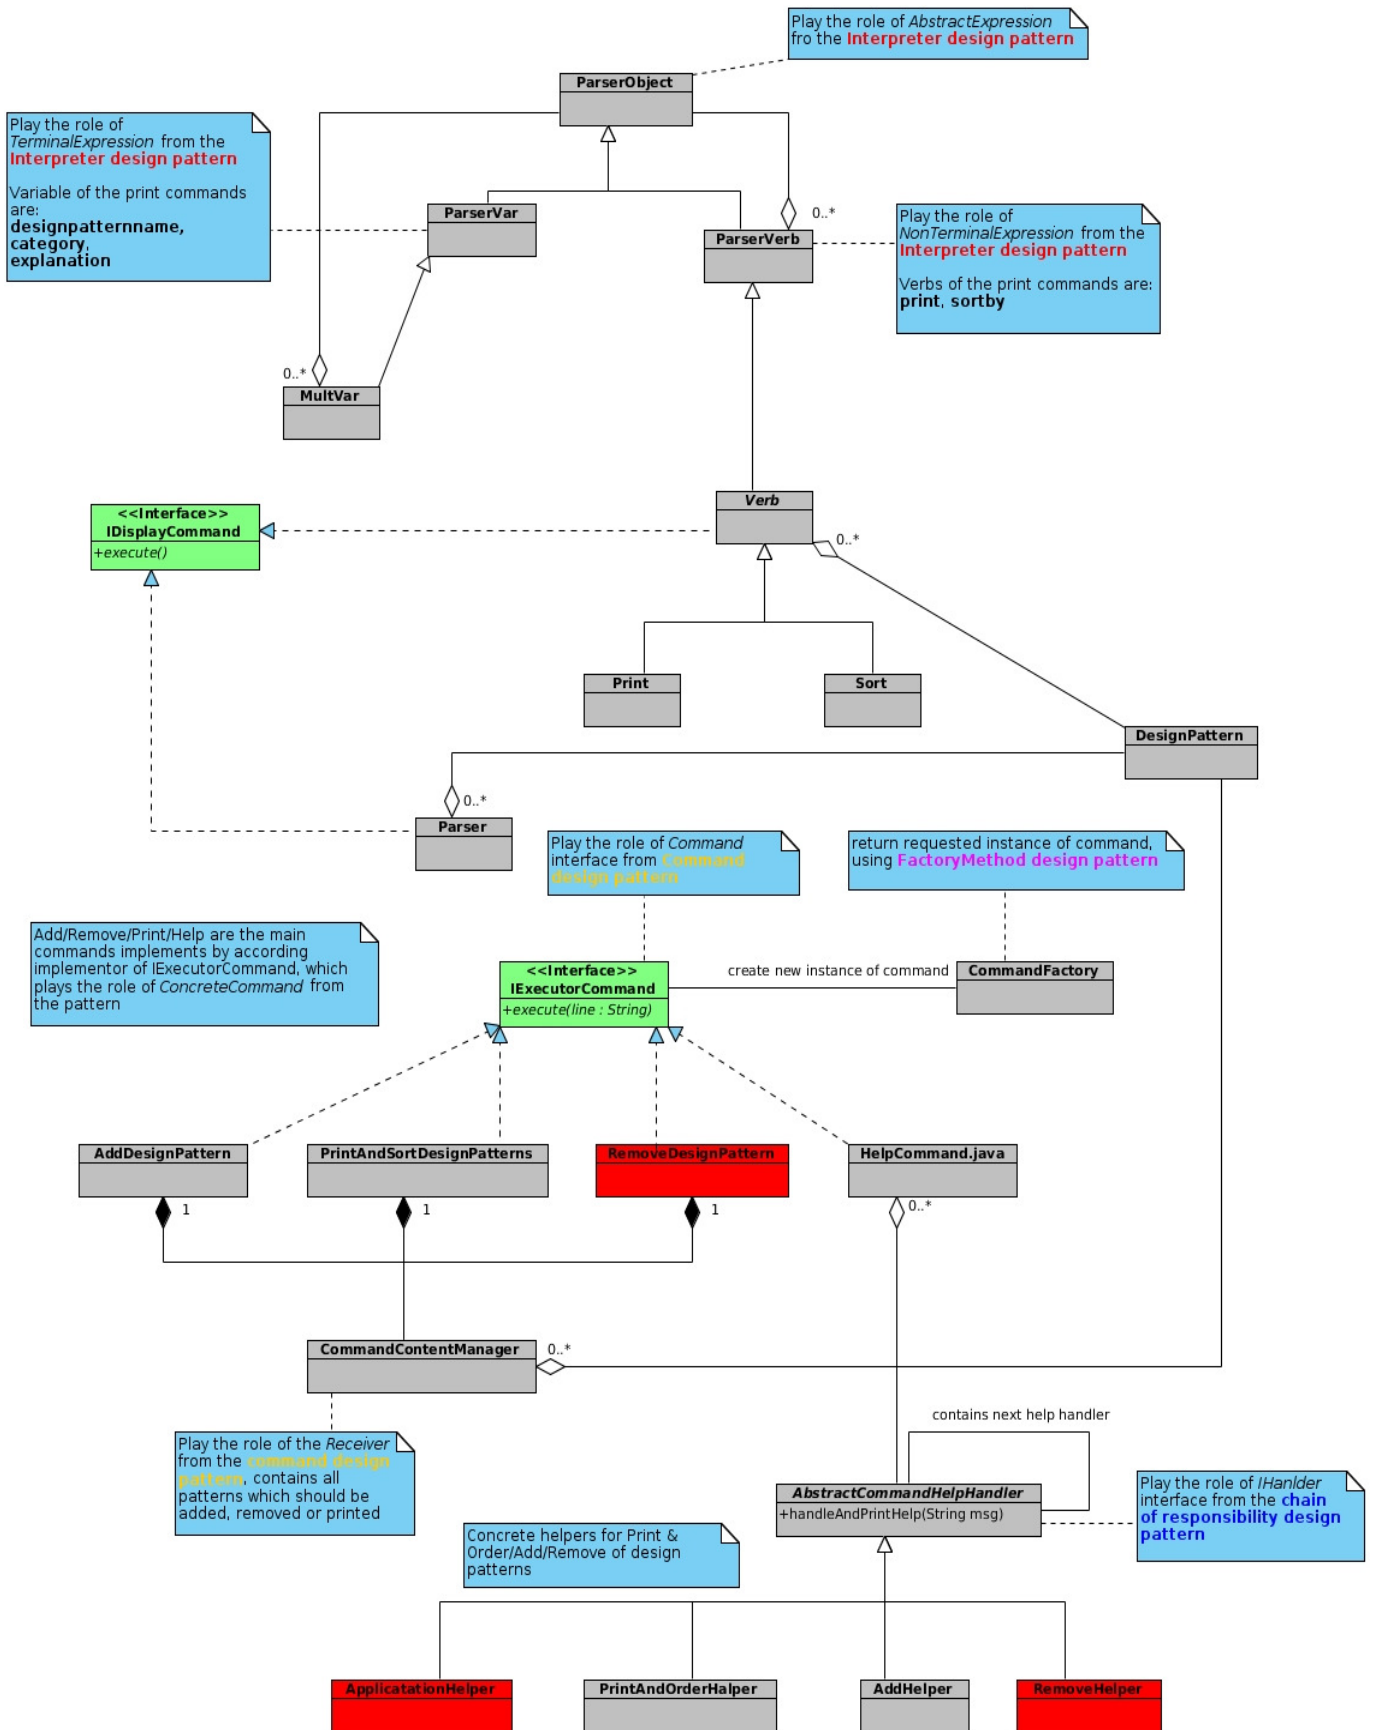 Play the role of AbstractExpression
fro the Interpreter design pattern
ParserObject
Play the role of
TerminalExpression from the
Interpreter design pattern
Variable of the print commands
are:
designpatternname,
category,
explanation
ParserVar
0..*
ParserVerb
Play the role of
NonTerminalExpression from the
Interpreter design pattern
Verbs of the print commands are:
print, sortby
0..*
MultVar
Verb
<<Interface>>
IDisplayCommand
+execute()
0..*
Print
Sort
DesignPattern
0..*
Parser
Play the role of Command
interface from Command
design pattern
return requested instance of command,
using FactoryMethod design pattern
Add/Remove/Print/Help are the main
commands implements by according
implementor of IExecutorCommand, which
plays the role of ConcreteCommand from
the pattern
<<Interface>>
IExecutorCommand
+execute(line : String)
create new instance of command
CommandFactory
AddDesignPattern
PrintAndSortDesignPatterns
RemoveDesignPattern
HelpCommand.java
1
1
1
0..*
CommandContentManager
0..*
Play the role of the Receiver
from the command design
pattern, contains all
patterns which should be
added, removed or printed
contains next help handler
AbstractCommandHelpHandler
+handleAndPrintHelp(String msg)
Play the role of IHanlder
interface from the chain
of responsibility design
pattern
Concrete helpers for Print &
Order/Add/Remove of design
patterns
ApplicatationHelper
PrintAndOrderHalper
AddHelper
RemoveHelper